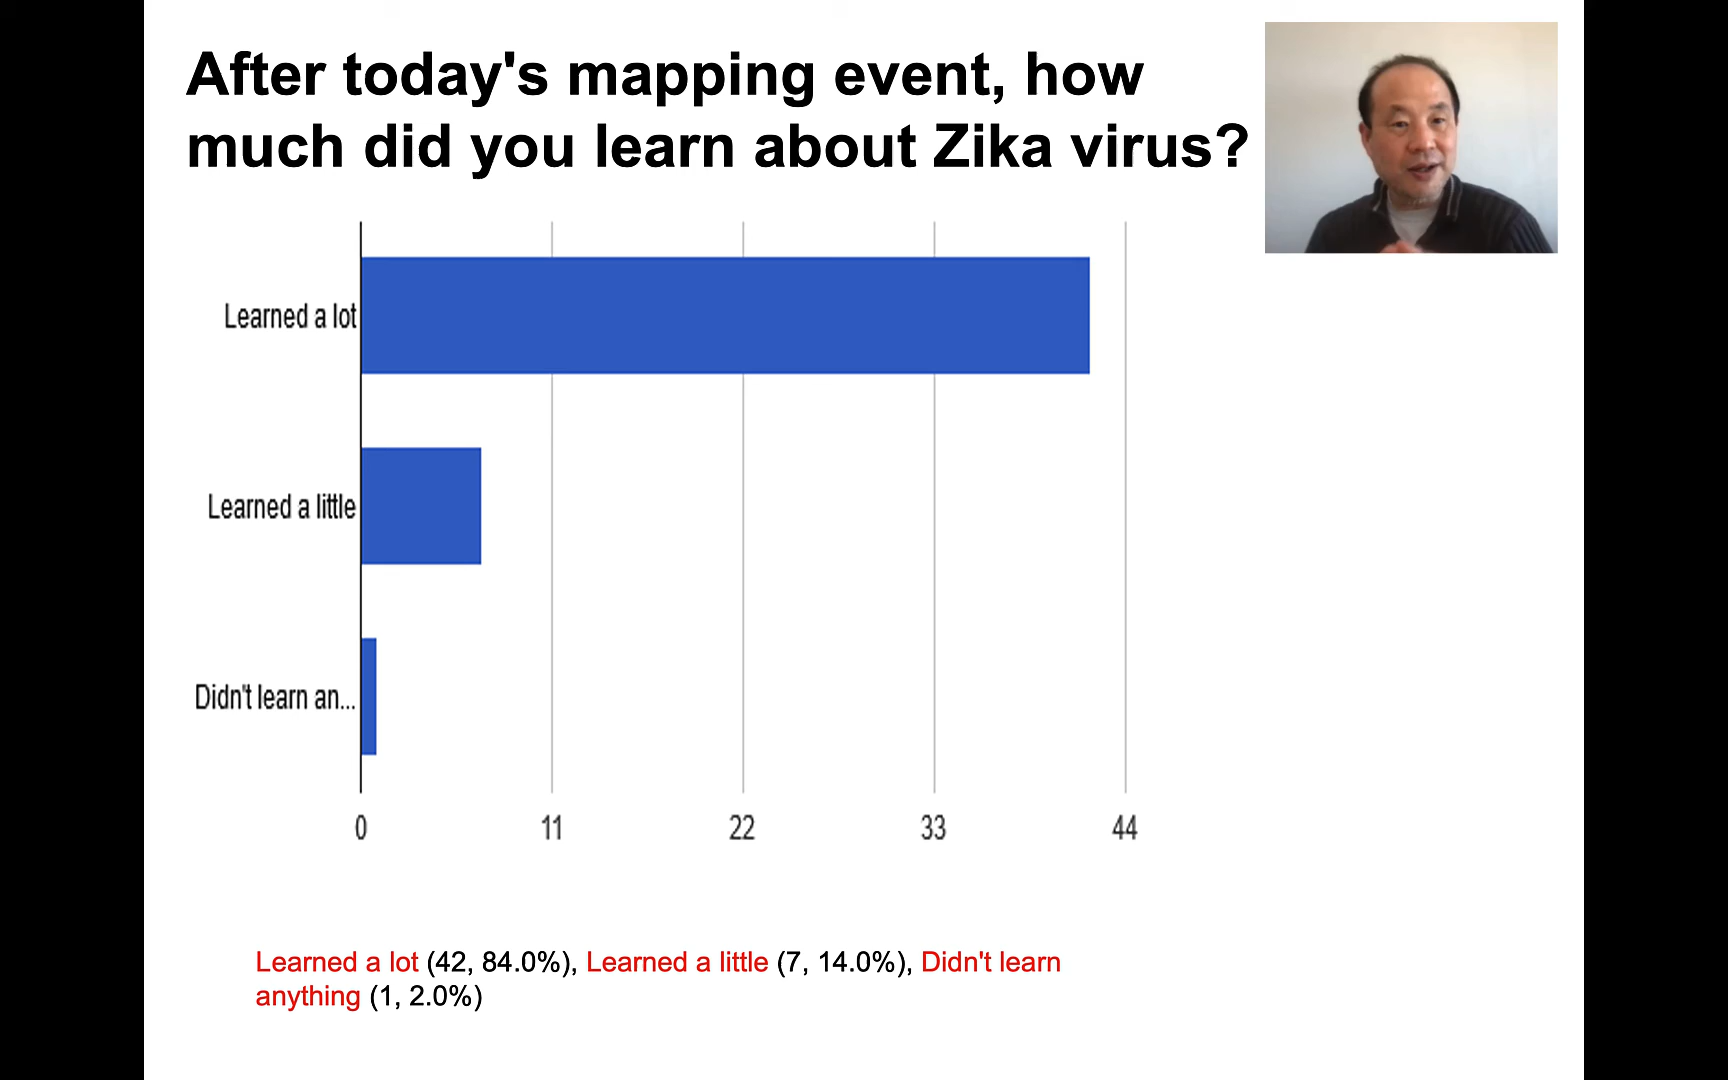 After today's mapping event, how
much did you learn about Zika virus?
Learned a lot
Learned a little
Didn't learn an...
0 11 22 33 44
Learned a lot (42, 84.0%), Learned a little (7, 14.0%), Didn't learn
anything (1, 2.0%)